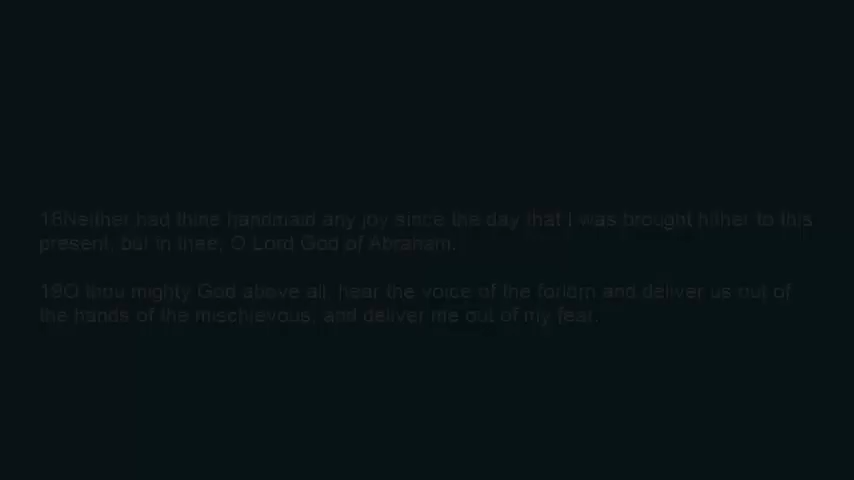 18Neither had thine handmaid any joy since the day that I was brought hither to this
present, but in thee, O Lord God of Abraham.
19O thou mighty God above all, hear the voice of the forlorn and deliver us out of
the hands of the mischievous, and deliver me out of my fear.